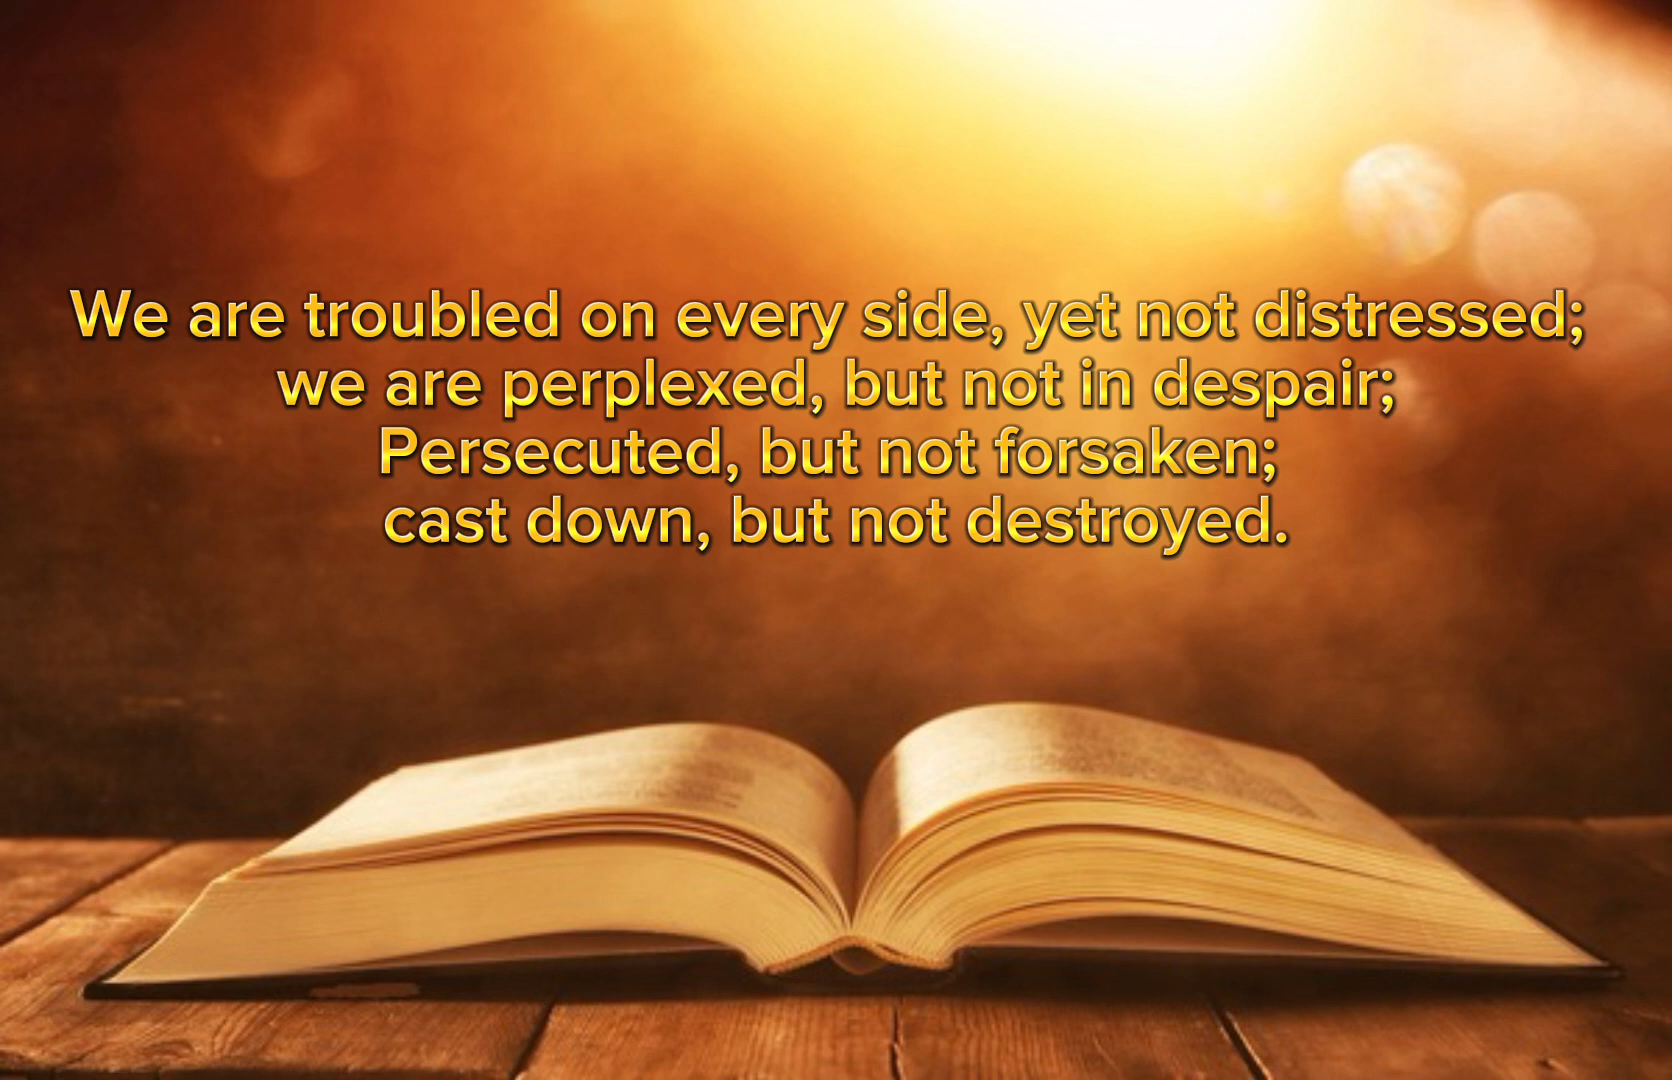 We are troubled on every side, yet not distressed;
we are perplexed, but not in despair;
Persecuted, but not forsaken;
cast down, but not destroyed.